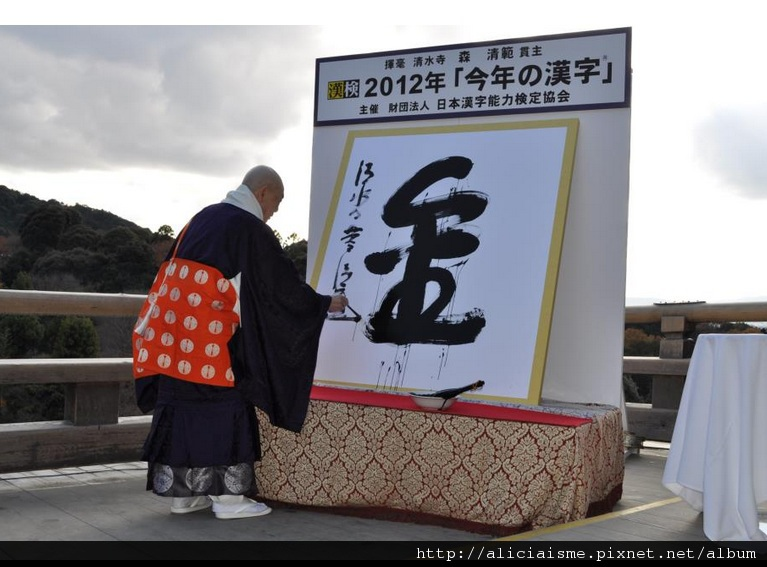 揮毫 清水寺 森 清範 貫主
漢検 2012年「今年の漢字」®
主催 財団法人 日本漢字能力検定協会
金
http://aliciaisme.pixnet.net/album